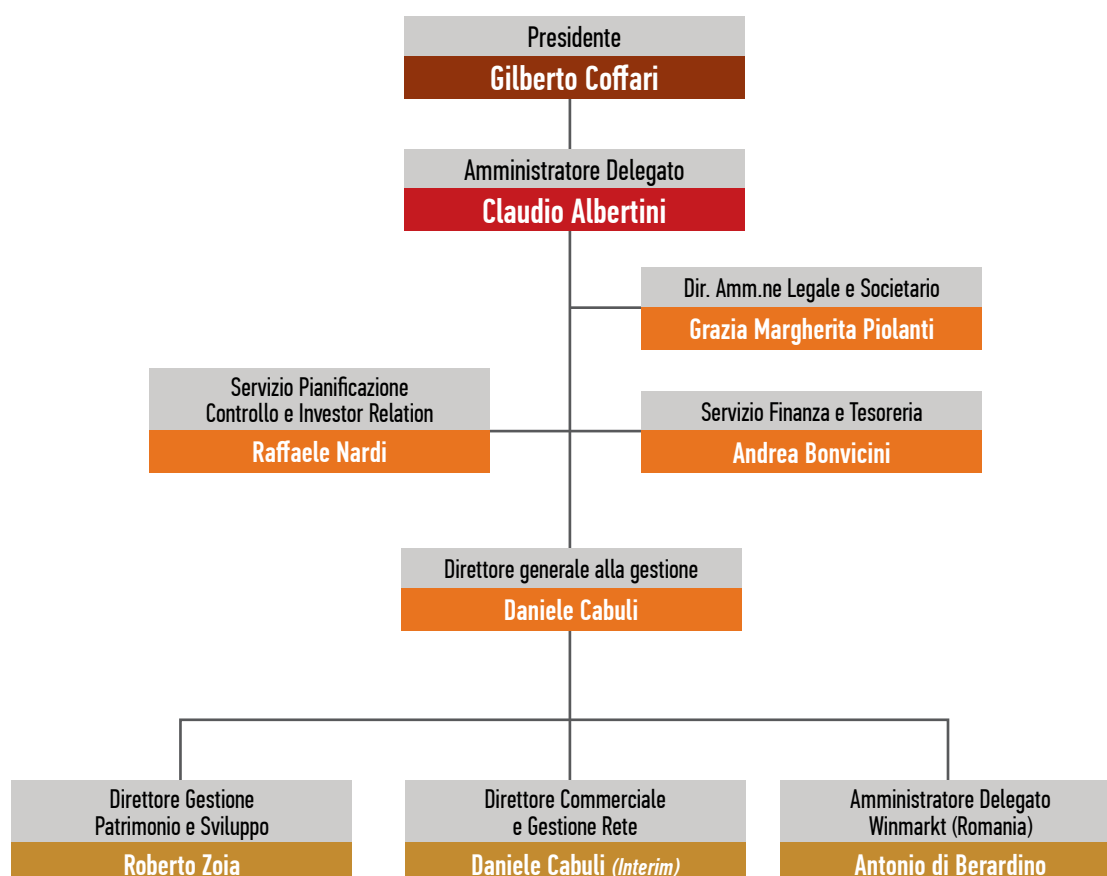 Presidente
Gilberto Coffari
Amministratore Delegato
Claudio Albertini
Dir. Amm.ne Legale e Societario
Grazia Margherita Piolanti
Servizio Pianificazione
Controllo e Investor Relation
Raffaele Nardi
Servizio Finanza e Tesoreria
Andrea Bonvicini
Direttore generale alla gestione
Daniele Cabuli
Direttore Gestione
Patrimonio e Sviluppo
Roberto Zoia
Direttore Commerciale
e Gestione Rete
Daniele Cabuli (Interim)
Amministratore Delegato
Winmarkt (Romania)
Antonio di Berardino